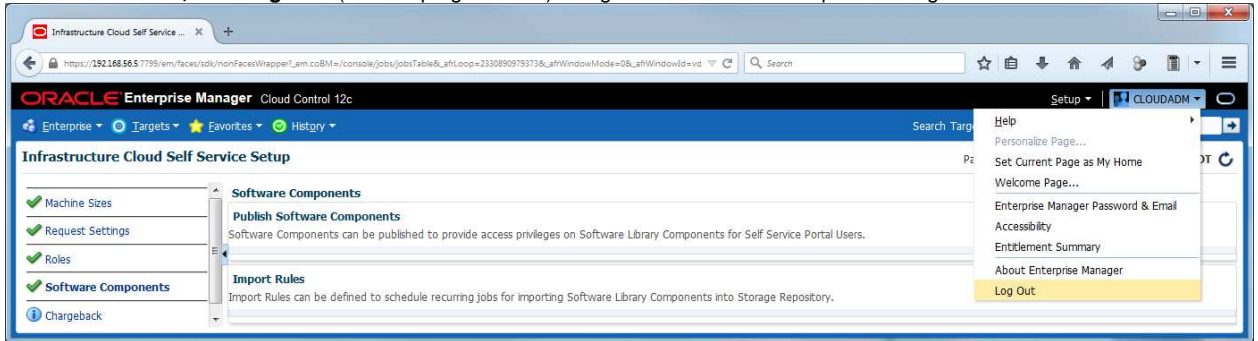 Infrastructure Cloud Self Service ...
https://192.168.56.5:7799/em/faces/sdk/nonFacesWrapper?_em.coBM=/console/jobs/jobsTable&_afrLoop=2330890979373&_afrWindowMode=0&_afrWindowId=vd
Search
ORACLE Enterprise Manager Cloud Control 12c
Setup
CLOUDADM
Enterprise Targets Favorites History
Search Targ
Infrastructure Cloud Self Service Setup
Pa
DT
Machine Sizes
Request Settings
Roles
Software Components
Chargeback
Software Components
Publish Software Components
Software Components can be published to provide access privileges on Software Library Components for Self Service Portal Users.
Import Rules
Import Rules can be defined to schedule recurring jobs for importing Software Library Components into Storage Repository.
Help
Personalize Page...
Set Current Page as My Home
Welcome Page...
Enterprise Manager Password & Email
Accessibility
Entitlement Summary
About Enterprise Manager
Log Out